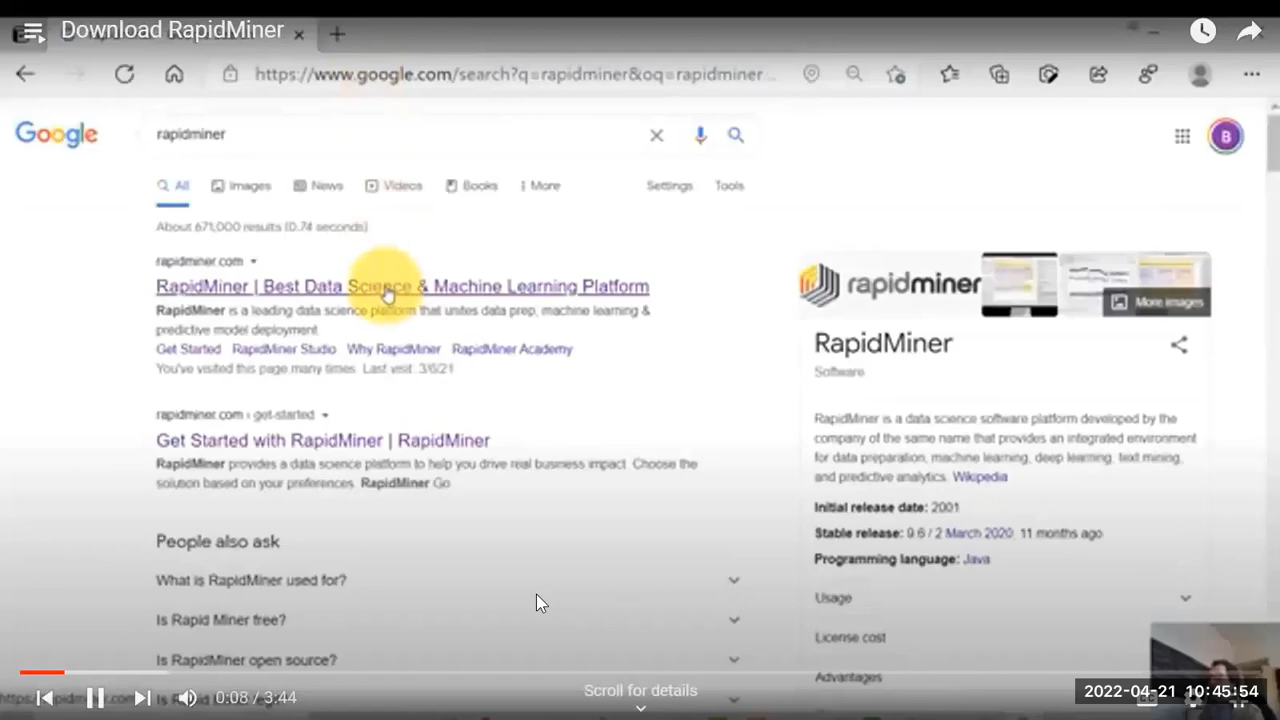 Download RapidMiner
https://www.google.com/search?q=rapidminer&oq=rapidminer...
Google
rapidminer
B
All Images News Videos Books More Settings Tools
About 671,000 results (0.74 seconds)
rapidminer.com
RapidMiner | Best Data Science & Machine Learning Platform
RapidMiner is a leading data science platform that unites data prep, machine learning &
predictive model deployment
Get Started RapidMiner Studio Why RapidMiner RapidMiner Academy
You've visited this page many times. Last visit: 3/6/21
rapidminer.com › get-started
Get Started with RapidMiner | RapidMiner
RapidMiner provides a data science platform to help you drive real business impact. Choose the
solution based on your preferences. RapidMiner Go
People also ask
What is RapidMiner used for?
Is Rapid Miner free?
Is RapidMiner open source?
rapidminer
More images
RapidMiner
Software
RapidMiner is a data science software platform developed by the
company of the same name that provides an integrated environment
for data preparation, machine learning, deep learning, text mining,
and predictive analytics. Wikipedia
Initial release date: 2001
Stable release: 9.6 / 2 March 2020 11 months ago
Programming language: Java
Usage
License cost
Advantages
0:08 / 3:44
Scroll for details
2022-04-21 10:45:54